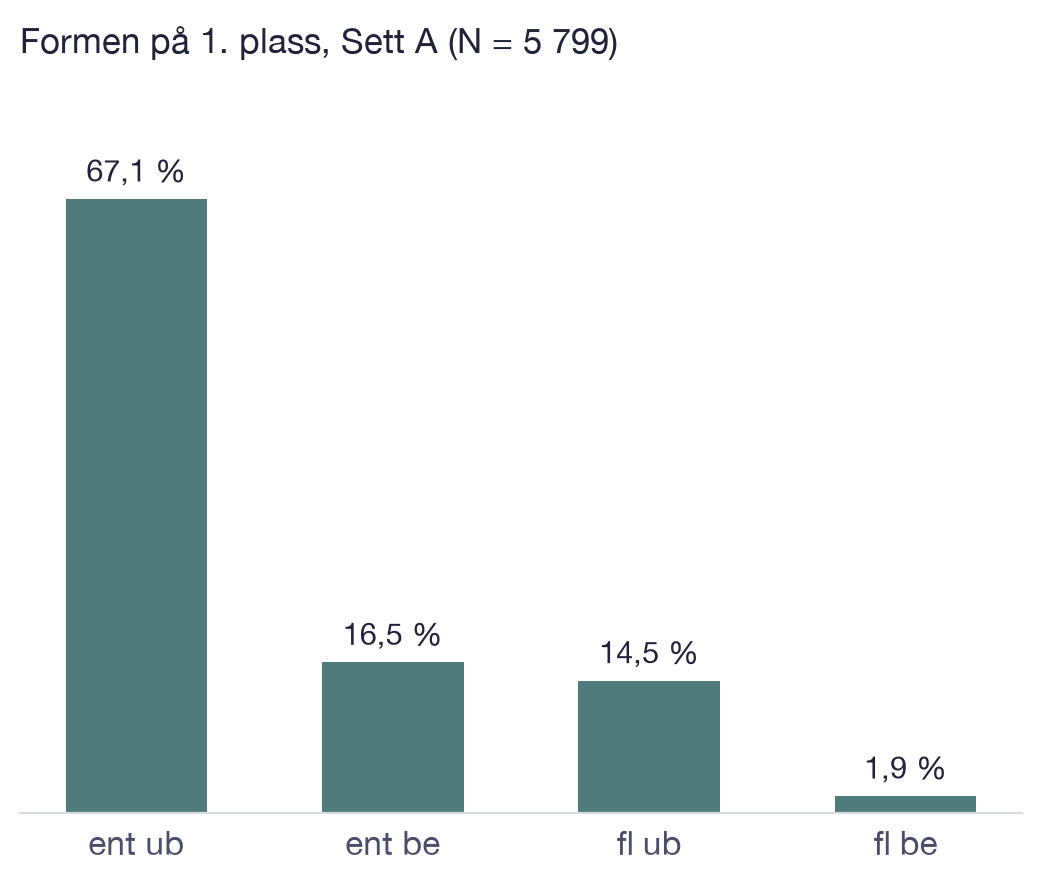 Formen på 1. plass, Sett A (N = 5 799)
67,1 %
16,5 %
14,5 %
1,9 %
ent ub
ent be
fl ub
fl be